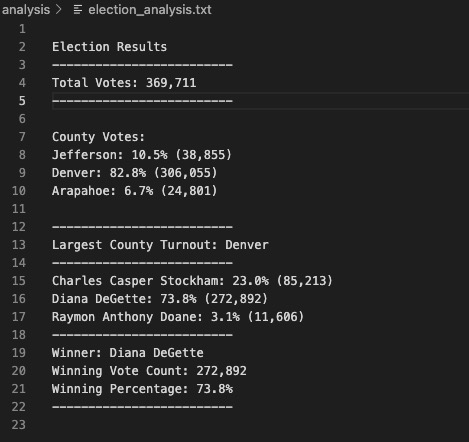 analysis > election_analysis.txt
1
2 Election Results
3 -------------------------
4 Total Votes: 369,711
5 -------------------------
6
7 County Votes:
8 Jefferson: 10.5% (38,855)
9 Denver: 82.8% (306,055)
10 Arapahoe: 6.7% (24,801)
11
12 -------------------------
13 Largest County Turnout: Denver
14 -------------------------
15 Charles Casper Stockham: 23.0% (85,213)
16 Diana DeGette: 73.8% (272,892)
17 Raymon Anthony Doane: 3.1% (11,606)
18 -------------------------
19 Winner: Diana DeGette
20 Winning Vote Count: 272,892
21 Winning Percentage: 73.8%
22 -------------------------
23